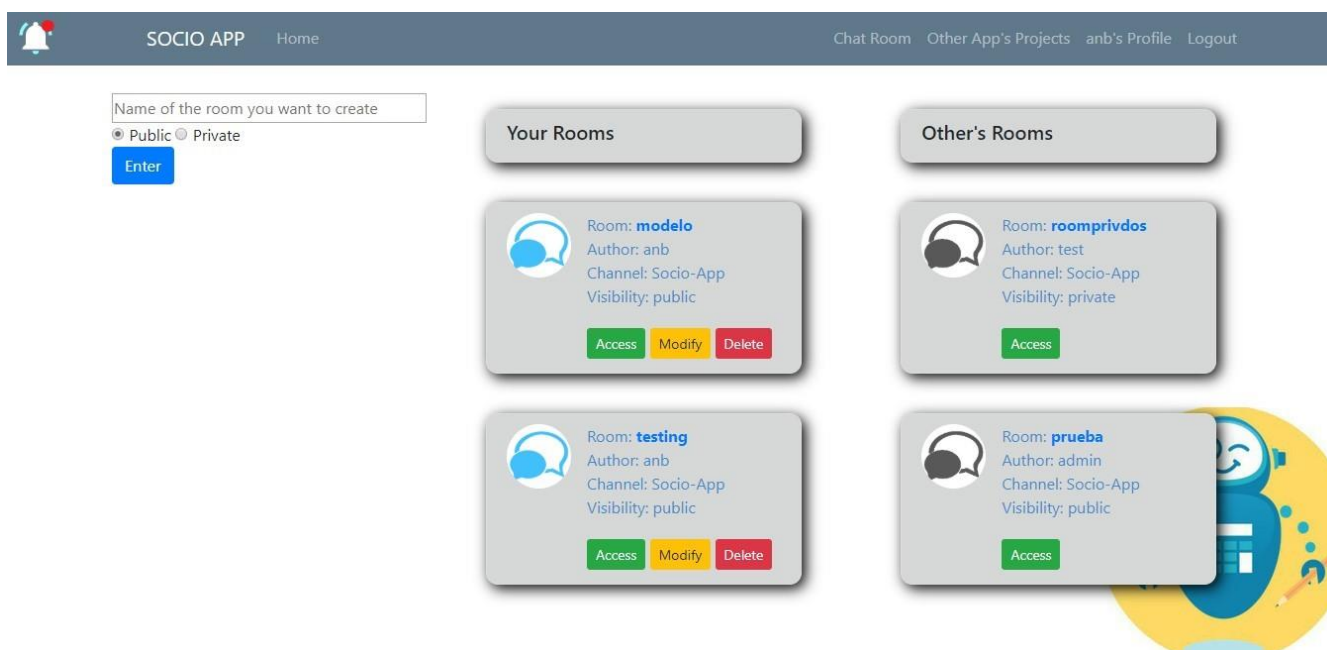 SOCIO APP Home Chat Room Other App's Projects anb's Profile Logout
Name of the room you want to create
Public Private
Enter
Your Rooms
Room: modelo
Author: anb
Channel: Socio-App
Visibility: public
Access Modify Delete
Room: testing
Author: anb
Channel: Socio-App
Visibility: public
Access Modify Delete
Other's Rooms
Room: roomprivdos
Author: test
Channel: Socio-App
Visibility: private
Access
Room: prueba
Author: admin
Channel: Socio-App
Visibility: public
Access